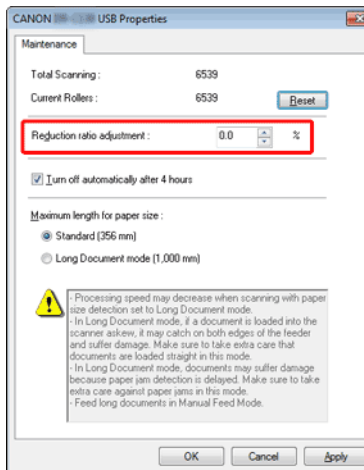 CANON USB Properties
Maintenance
Total Scanning : 6539
Current Rollers : 6539 Reset
Reduction ratio adjustment : 0.0 %
Turn off automatically after 4 hours
Maximum length for paper size :
Standard (356 mm)
Long Document mode (1,000 mm)
- Processing speed may decrease when scanning with paper
size detection set to Long Document mode.
- In Long Document mode, if a document is loaded into the
scanner askew, it may catch on both edges of the feeder
and suffer damage. Make sure to take extra care that
documents are loaded straight in this mode.
- In Long Document mode, documents may suffer damage
because paper jam detection is delayed. Make sure to take
extra care against paper jams in this mode.
- Feed long documents in Manual Feed Mode.
OK Cancel Apply